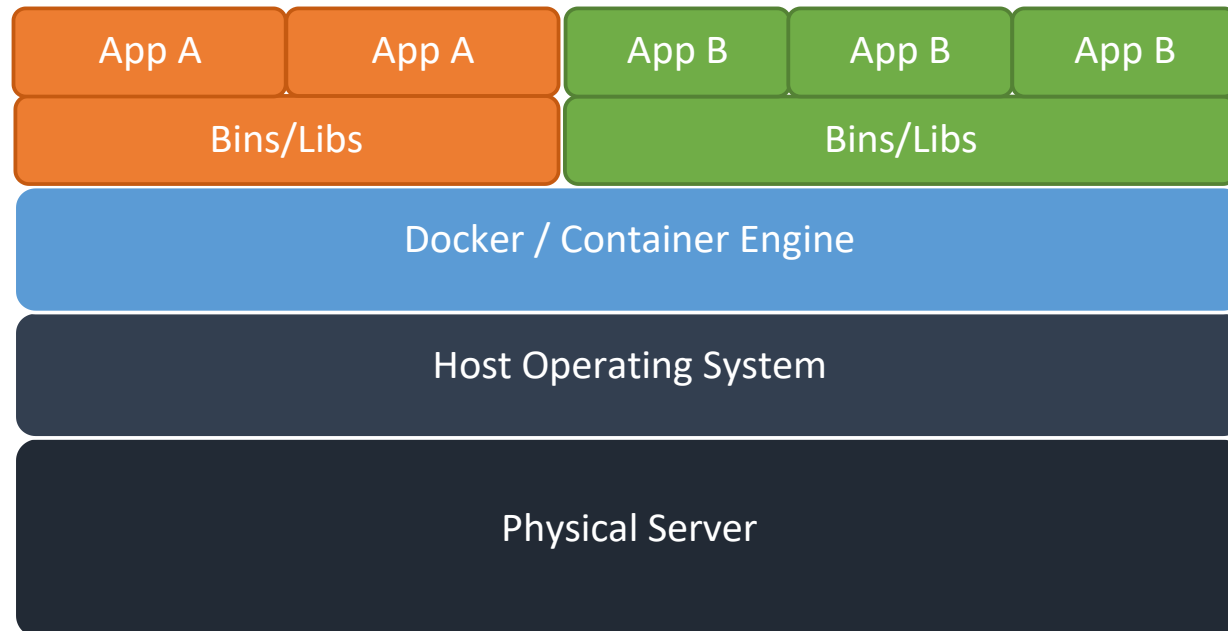 App A
App A
App B
App B
App B
Bins/Libs
Bins/Libs
Docker / Container Engine
Host Operating System
Physical Server